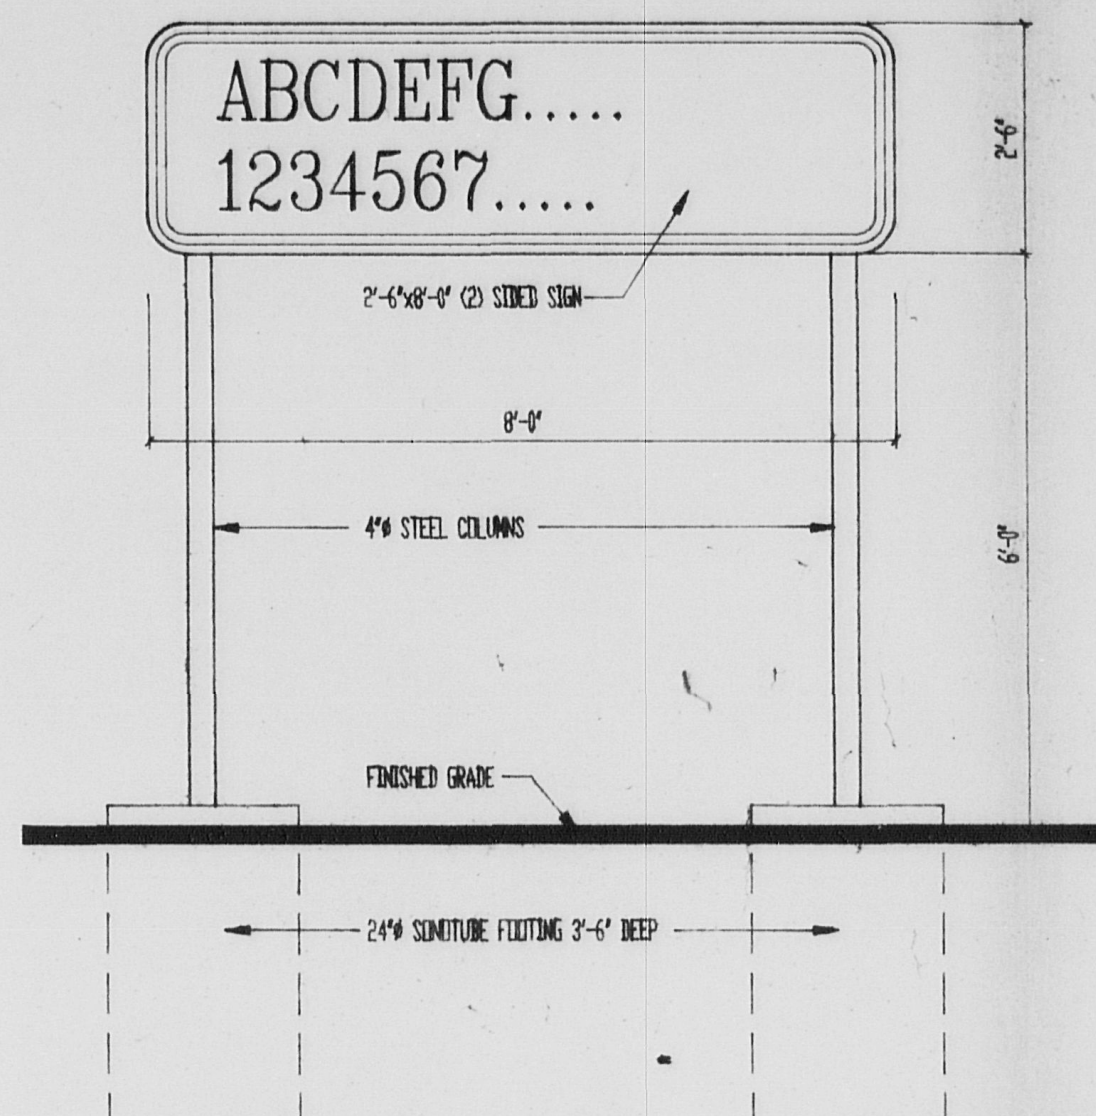 ABCDEFG.....
1234567.....
2'-6"
2'-6"x8'-0" (2) SIDED SIGN
8'-0"
4"ø STEEL COLUMNS
6'-0"
FINISHED GRADE
24"ø SONOTUBE FOOTING 3'-6" DEEP